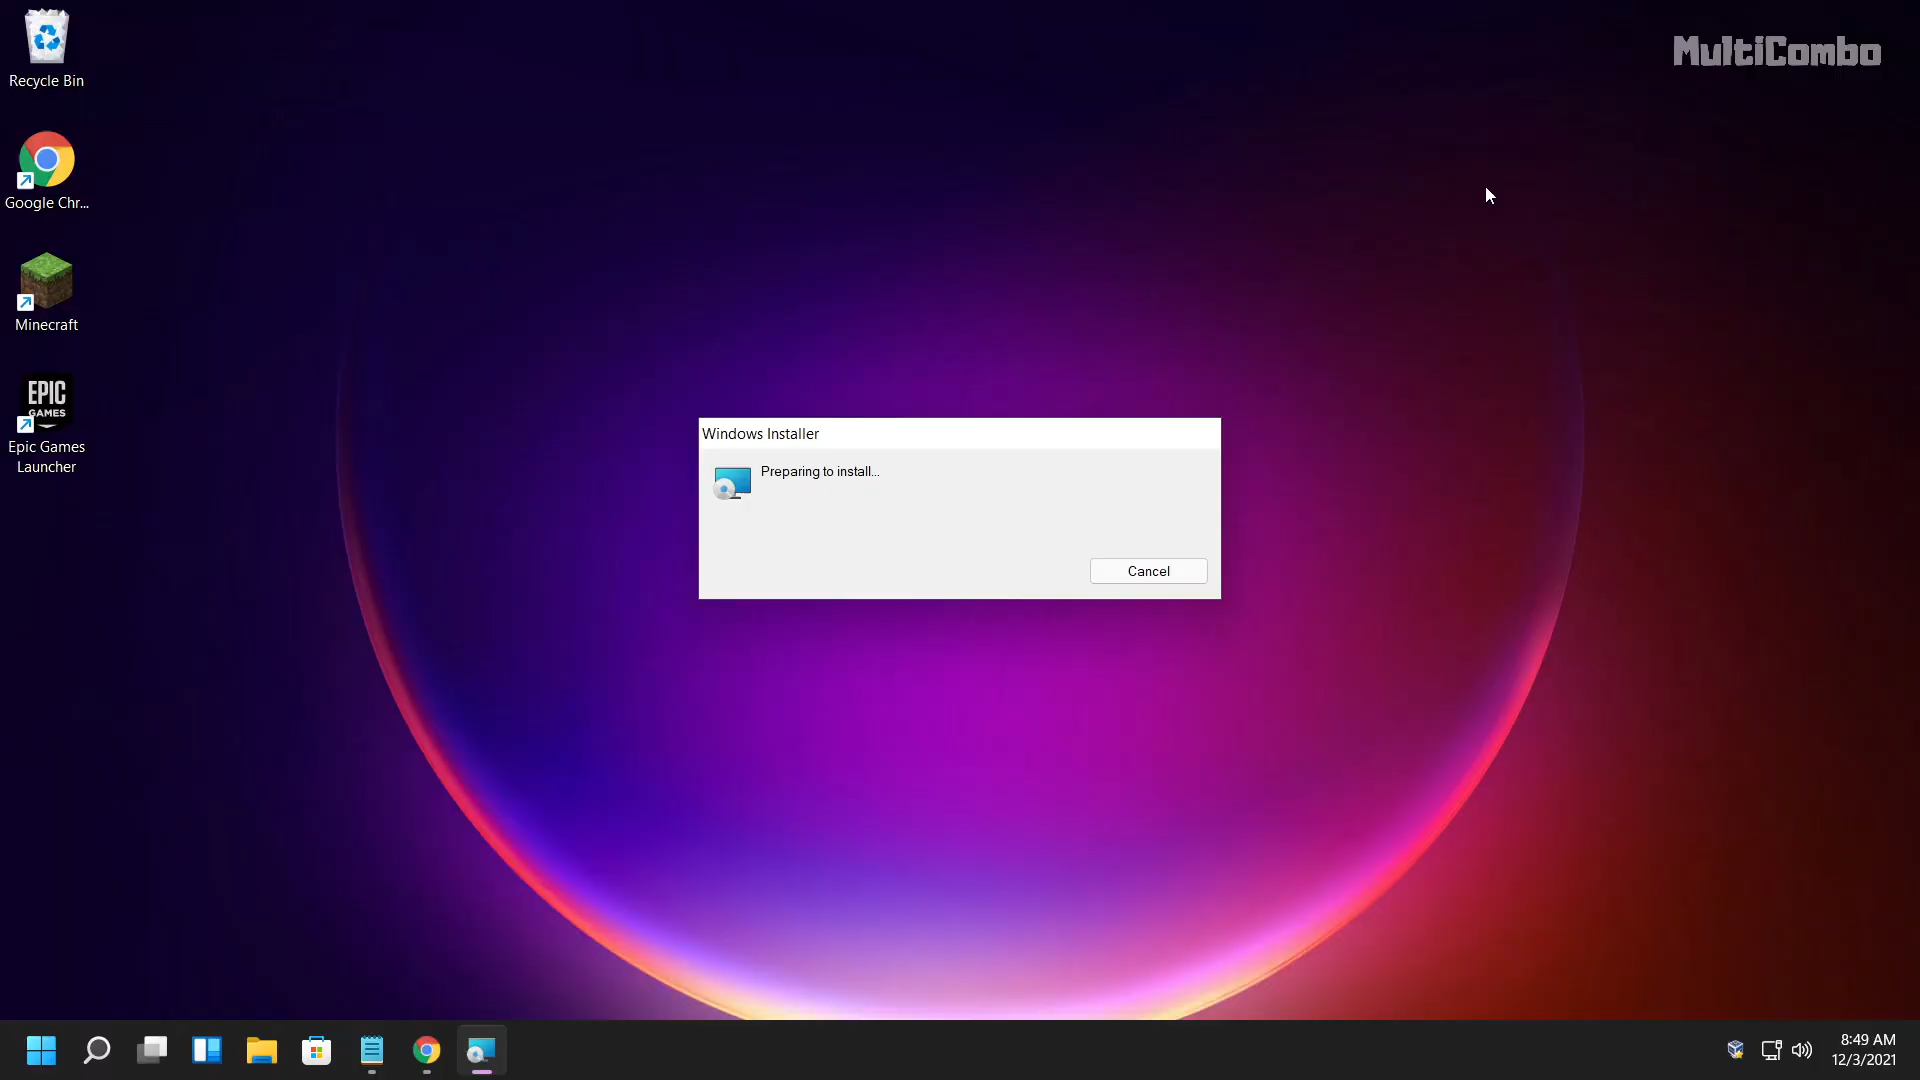 Recycle Bin
MultiCombo
Google Chr...
Minecraft
EPIC
GAMES
Epic Games
Launcher
Windows Installer
Preparing to install...
Cancel
8:49 AM
12/3/2021